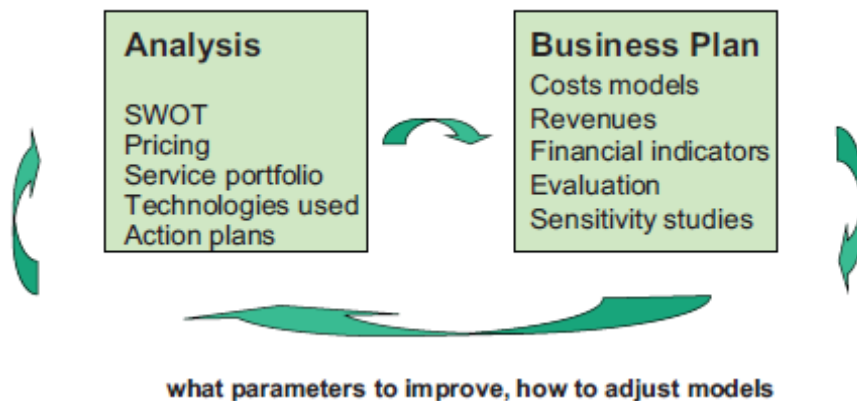 Analysis
SWOT
Pricing
Service portfolio
Technologies used
Action plans
Business Plan
Costs models
Revenues
Financial indicators
Evaluation
Sensitivity studies
what parameters to improve, how to adjust models